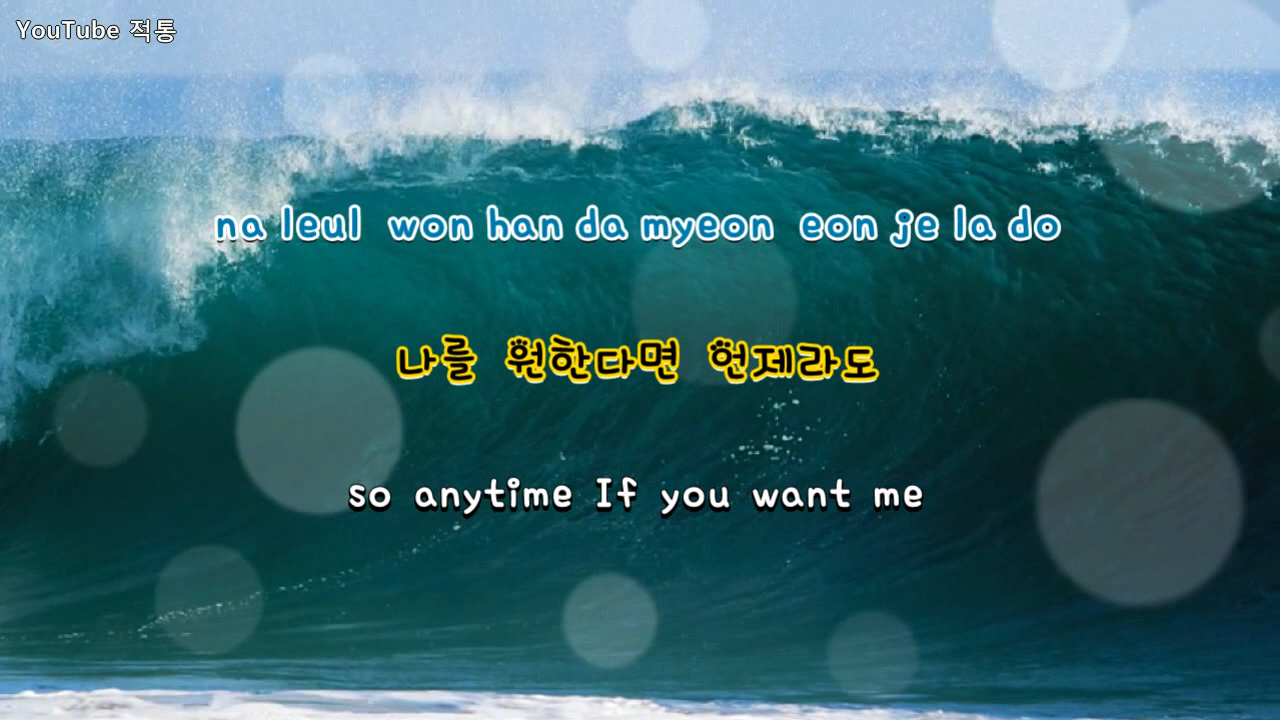 YouTube 적통
na leul won han da myeon eon je la do
나를 원한다면 언제라도
so anytime If you want me